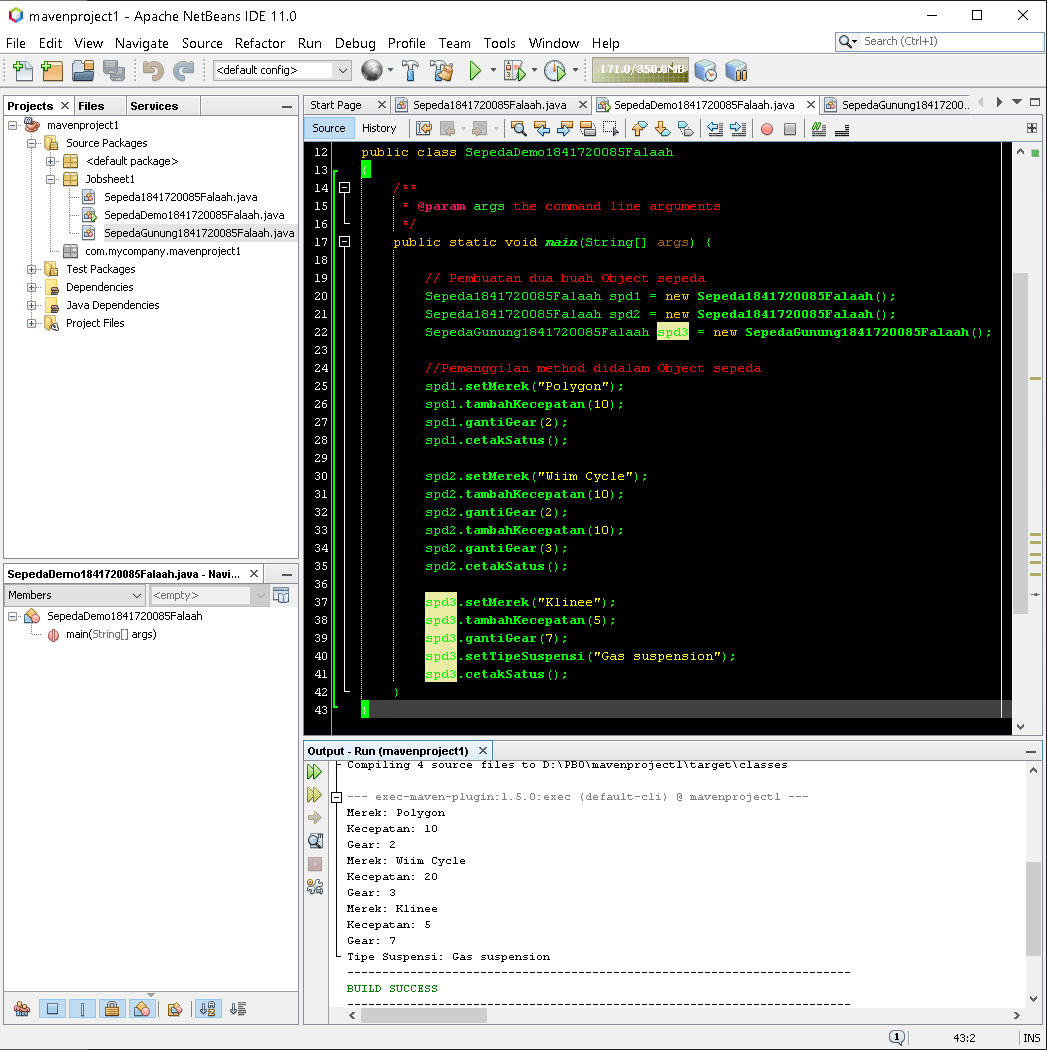 mavenproject1 - Apache NetBeans IDE 11.0
File Edit View Navigate Source Refactor Run Debug Profile Team Tools Window Help
Search (Ctrl+I)
<default config>
171.0/350.0MB
Projects Files Services
mavenproject1
Source Packages
<default package>
Jobsheet1
Sepeda1841720085Falaah.java
SepedaDemo1841720085Falaah.java
SepedaGunung1841720085Falaah.java
com.mycompany.mavenproject1
Test Packages
Dependencies
Java Dependencies
Project Files
SepedaDemo1841720085Falaah.java - Navi...
Members <empty>
SepedaDemo1841720085Falaah
main(String[] args)
Start Page Sepeda1841720085Falaah.java SepedaDemo1841720085Falaah.java SepedaGunung18417200...
Source History
12 public class SepedaDemo1841720085Falaah
13 {
14 /**
15 * @param args the command line arguments
16 */
17 public static void main(String[] args) {
18
19 // Pembuatan dua buah Object sepeda
20 Sepeda1841720085Falaah spd1 = new Sepeda1841720085Falaah();
21 Sepeda1841720085Falaah spd2 = new Sepeda1841720085Falaah();
22 SepedaGunung1841720085Falaah spd3 = new SepedaGunung1841720085Falaah();
23
24 //Pemanggilan method didalam Object sepeda
25 spd1.setMerek("Polygon");
26 spd1.tambahKecepatan(10);
27 spd1.gantiGear(2);
28 spd1.cetakSatus();
29
30 spd2.setMerek("Wiim Cycle");
31 spd2.tambahKecepatan(10);
32 spd2.gantiGear(2);
33 spd2.tambahKecepatan(10);
34 spd2.gantiGear(3);
35 spd2.cetakSatus();
36
37 spd3.setMerek("Klinee");
38 spd3.tambahKecepatan(5);
39 spd3.gantiGear(7);
40 spd3.setTipeSuspensi("Gas suspension");
41 spd3.cetakSatus();
42 }
43 }
Output - Run (mavenproject1)
Compiling 4 source files to D:\PBO\mavenproject1\target\classes
--- exec-maven-plugin:1.5.0:exec (default-cli) @ mavenproject1 ---
Merek: Polygon
Kecepatan: 10
Gear: 2
Merek: Wiim Cycle
Kecepatan: 20
Gear: 3
Merek: Klinee
Kecepatan: 5
Gear: 7
Tipe Suspensi: Gas suspension
------------------------------------------------------------------------
BUILD SUCCESS
------------------------------------------------------------------------
1 43:2 INS